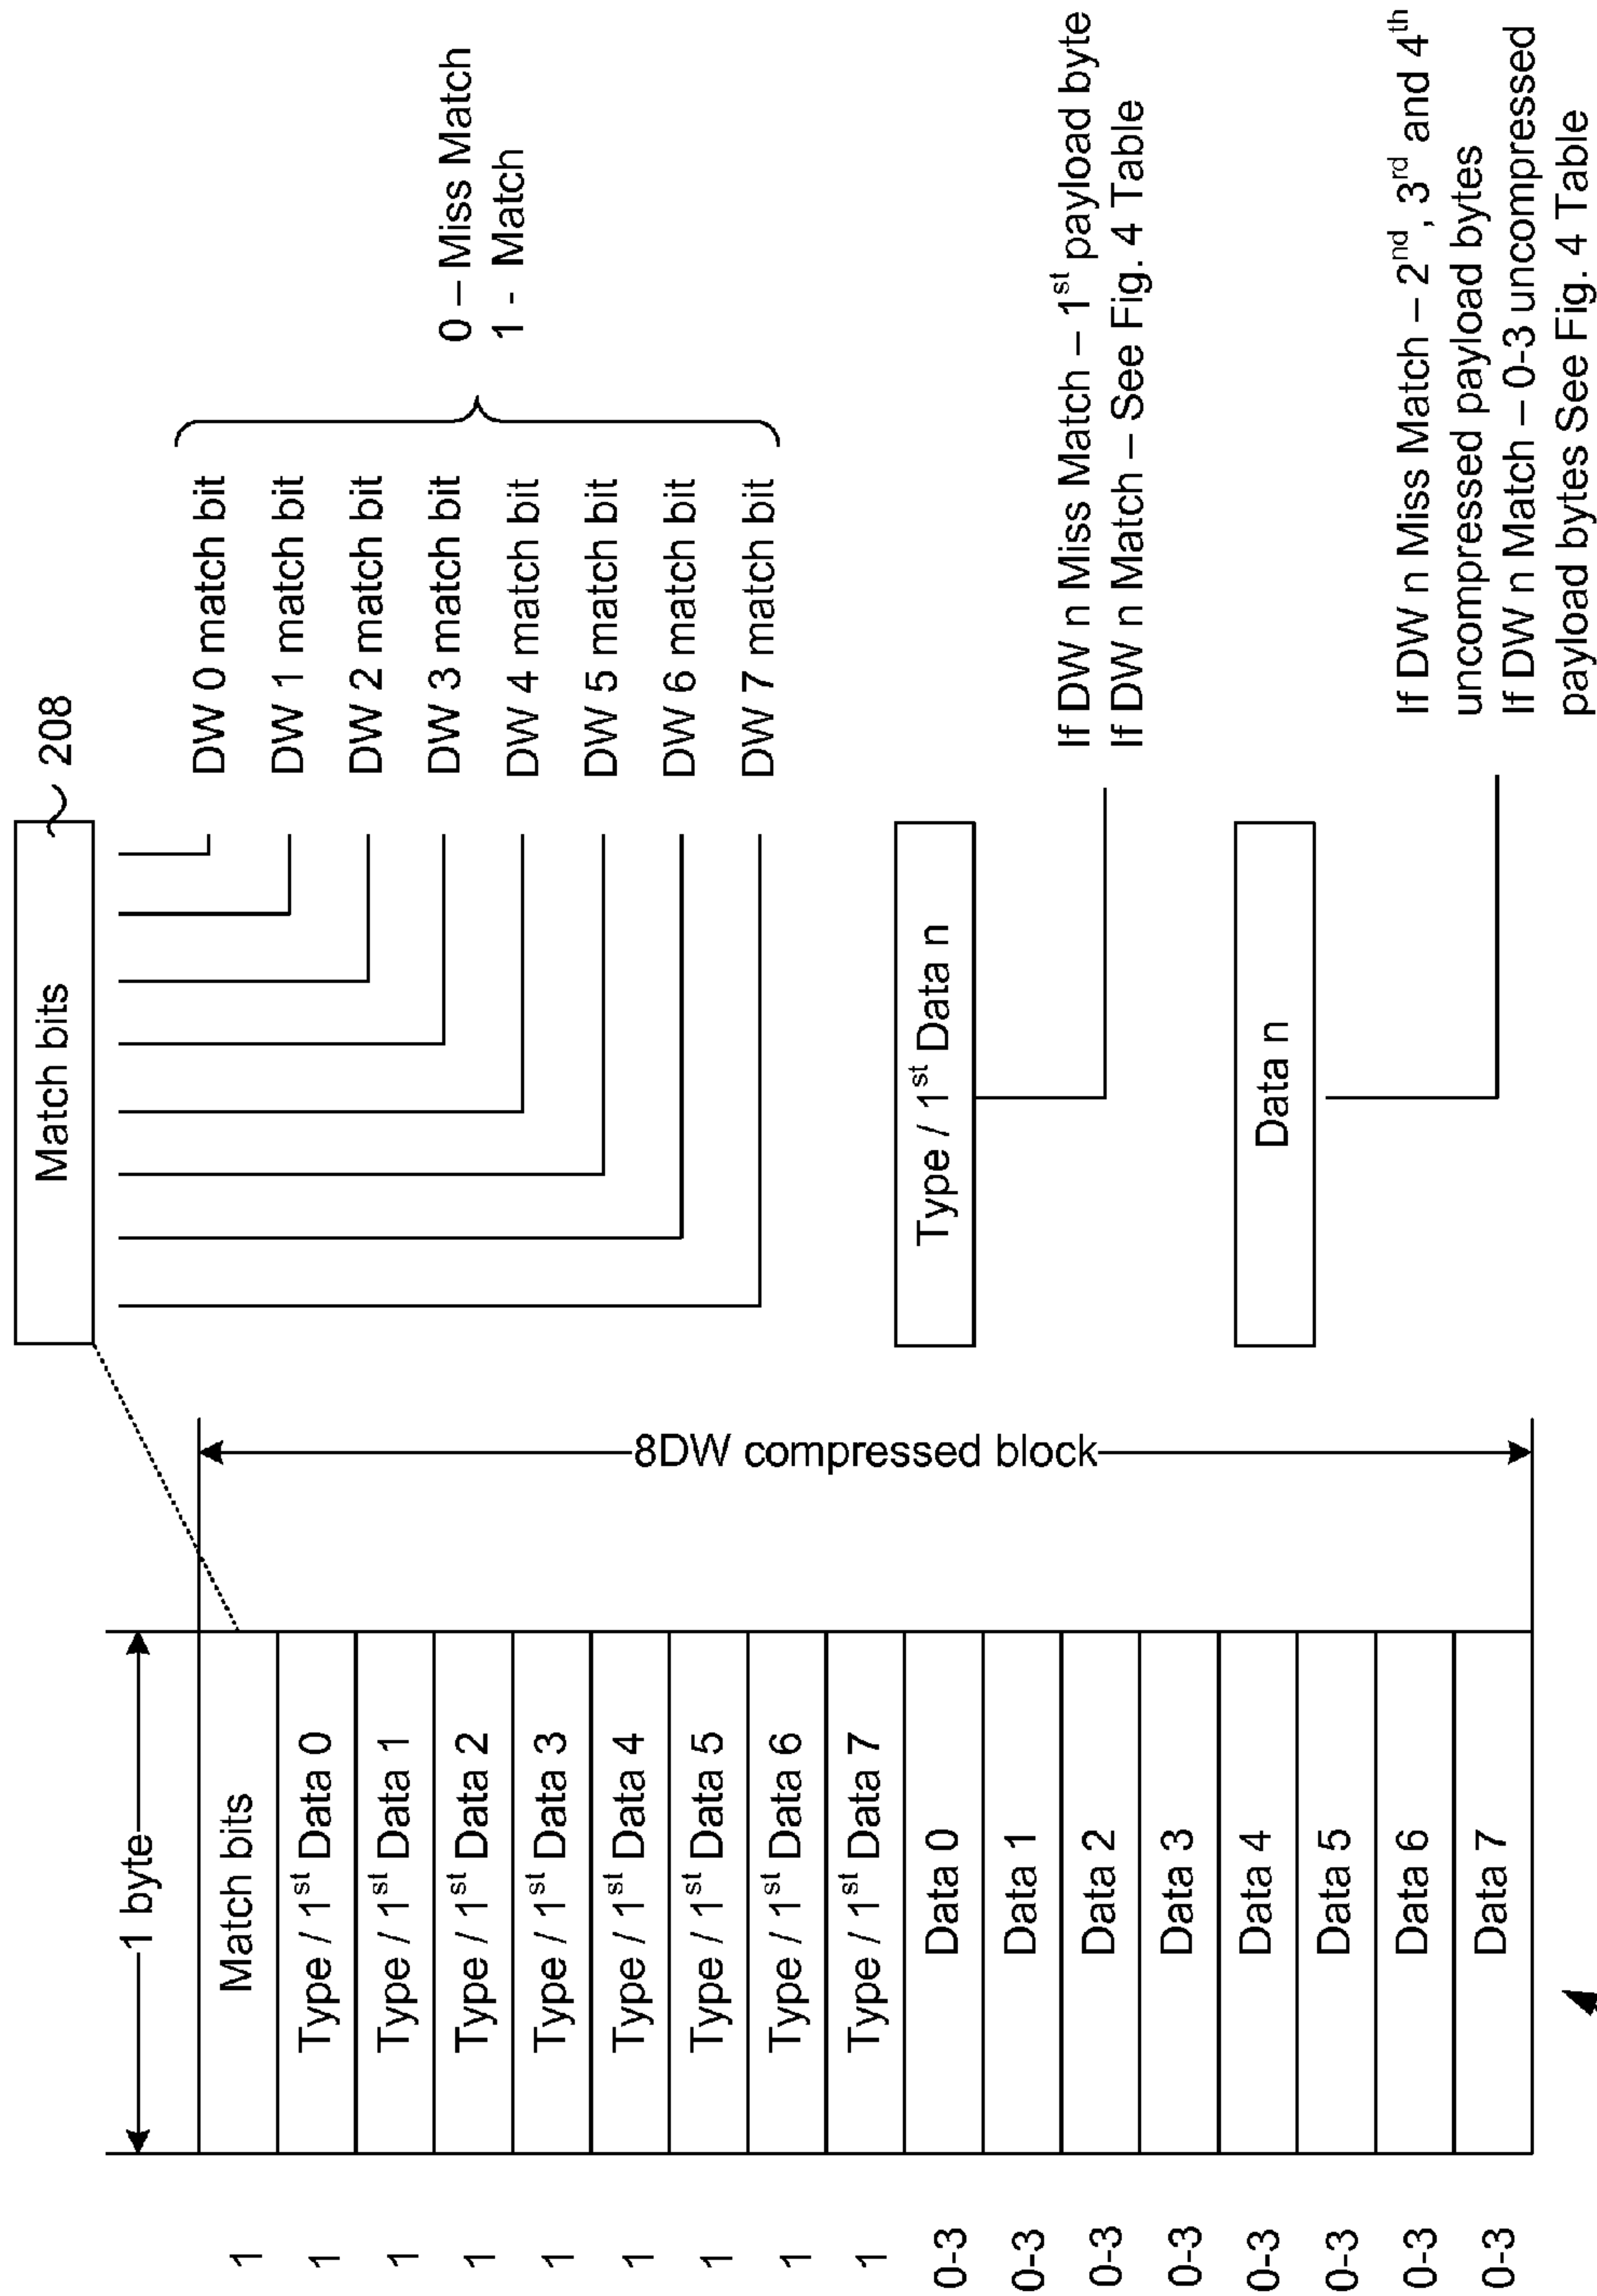 1 byte
1 Match bits
1 Type / 1st Data 0
1 Type / 1st Data 1
1 Type / 1st Data 2
1 Type / 1st Data 3
1 Type / 1st Data 4
1 Type / 1st Data 5
1 Type / 1st Data 6
1 Type / 1st Data 7
0-3 Data 0
0-3 Data 1
0-3 Data 2
0-3 Data 3
0-3 Data 4
0-3 Data 5
0-3 Data 6
0-3 Data 7
8DW compressed block
Match bits
208
DW 0 match bit
DW 1 match bit
DW 2 match bit
DW 3 match bit
DW 4 match bit
DW 5 match bit
DW 6 match bit
DW 7 match bit
0 – Miss Match
1 - Match
Type / 1st Data n
If DW n Miss Match – 1st payload byte
If DW n Match – See Fig. 4 Table
Data n
If DW n Miss Match – 2nd, 3rd and 4th
uncompressed payload bytes
If DW n Match – 0-3 uncompressed
payload bytes See Fig. 4 Table